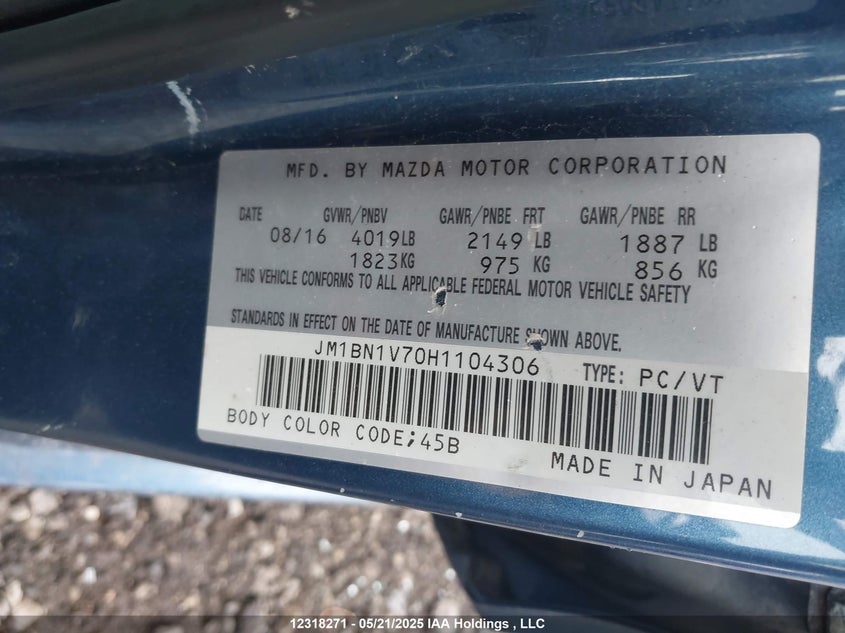 MFD. BY MAZDA MOTOR CORPORATION
DATE GVWR/PNBV GAWR/PNBE FRT GAWR/PNBE RR
08/16 4019LB 2149 LB 1887 LB
1823KG 975 KG 856 KG
THIS VEHICLE CONFORMS TO ALL APPLICABLE FEDERAL MOTOR VEHICLE SAFETY
STANDARDS IN EFFECT ON THE DATE OF MANUFACTURE SHOWN ABOVE.
JM1BN1V70H1104306 TYPE: PC/VT
BODY COLOR CODE;45B
MADE IN JAPAN
12318271 - 05/21/2025 IAA Holdings , LLC